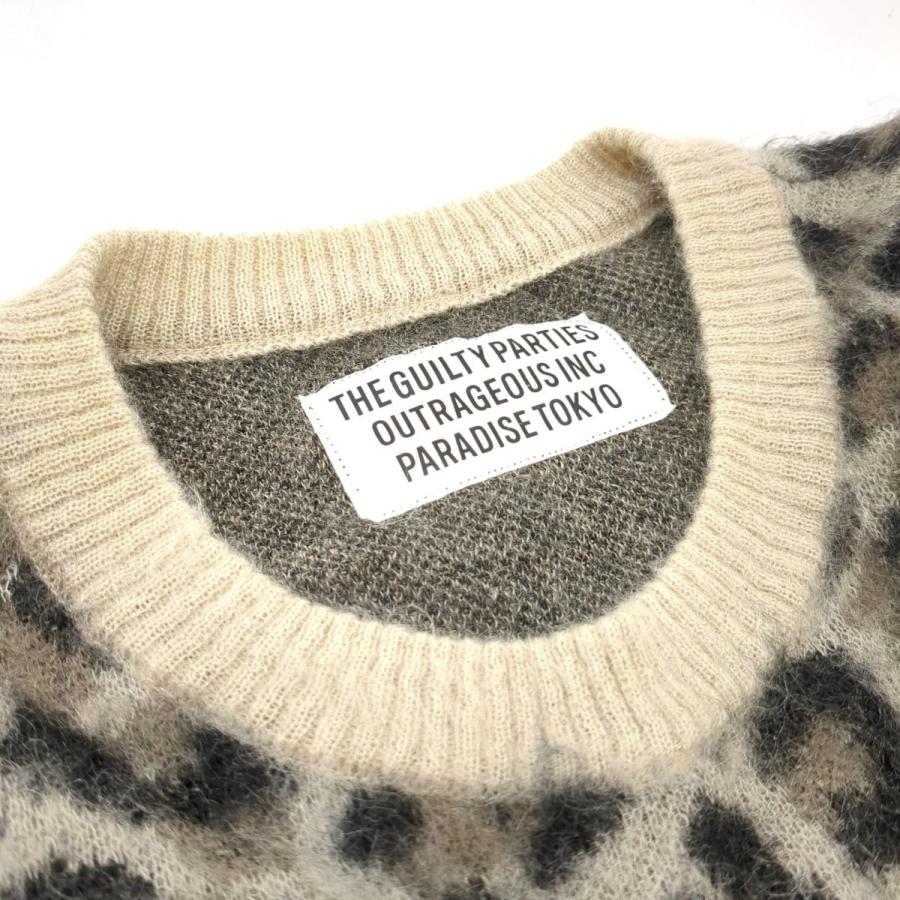 THE GUILTY PARTIES
OUTRAGEOUS INC
PARADISE TOKYO